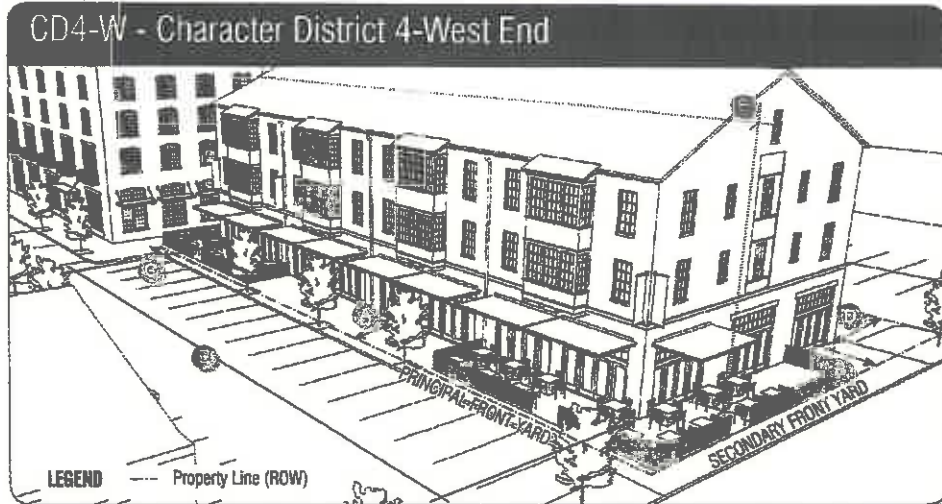 CD4-W - Character District 4-West End
PRINCIPAL FRONT YARD
SECONDARY FRONT YARD
LEGEND --- Property Line (ROW)